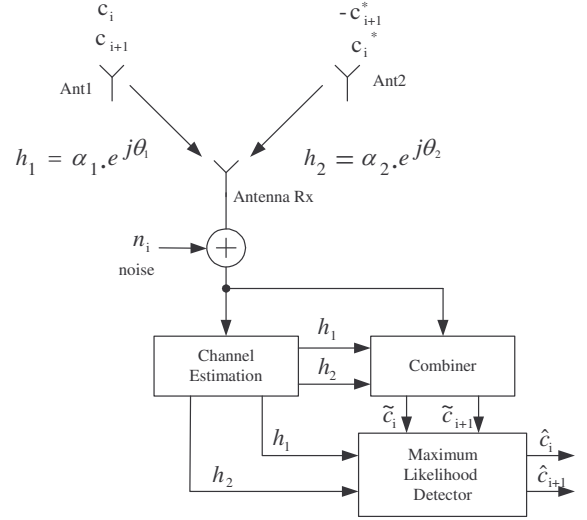 c_i
-c*_{i+1}
c_{i+1}
c_i*
Ant1
Ant2
h_1 = α_1.e^{jθ_1}
h_2 = α_2.e^{jθ_2}
Antenna Rx
n_i
+
noise
Channel
Estimation
h_1
h_2
Combiner
c̃_i
c̃_{i+1}
h_1
h_2
Maximum
Likelihood
Detector
ĉ_i
ĉ_{i+1}